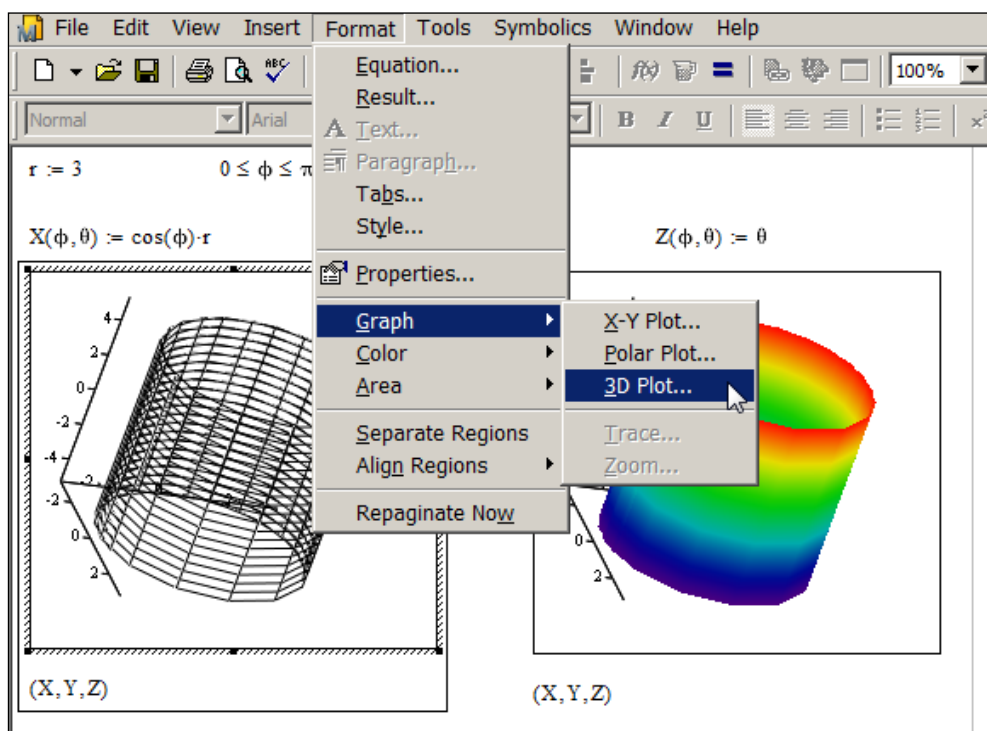 File Edit View Insert Format Tools Symbolics Window Help
100%
Normal Arial B I U
r := 3 0 ≤ ϕ ≤ π
X(ϕ,θ) := cos(ϕ)·r
Z(ϕ,θ) := θ
Equation...
Result...
Text...
Paragraph...
Tabs...
Style...
Properties...
Graph
Color
Area
Separate Regions
Align Regions
Repaginate Now
X-Y Plot...
Polar Plot...
3D Plot...
Trace...
Zoom...
4
2
0
-2
-4
-2
0
2
0
2
(X,Y,Z)
(X,Y,Z)